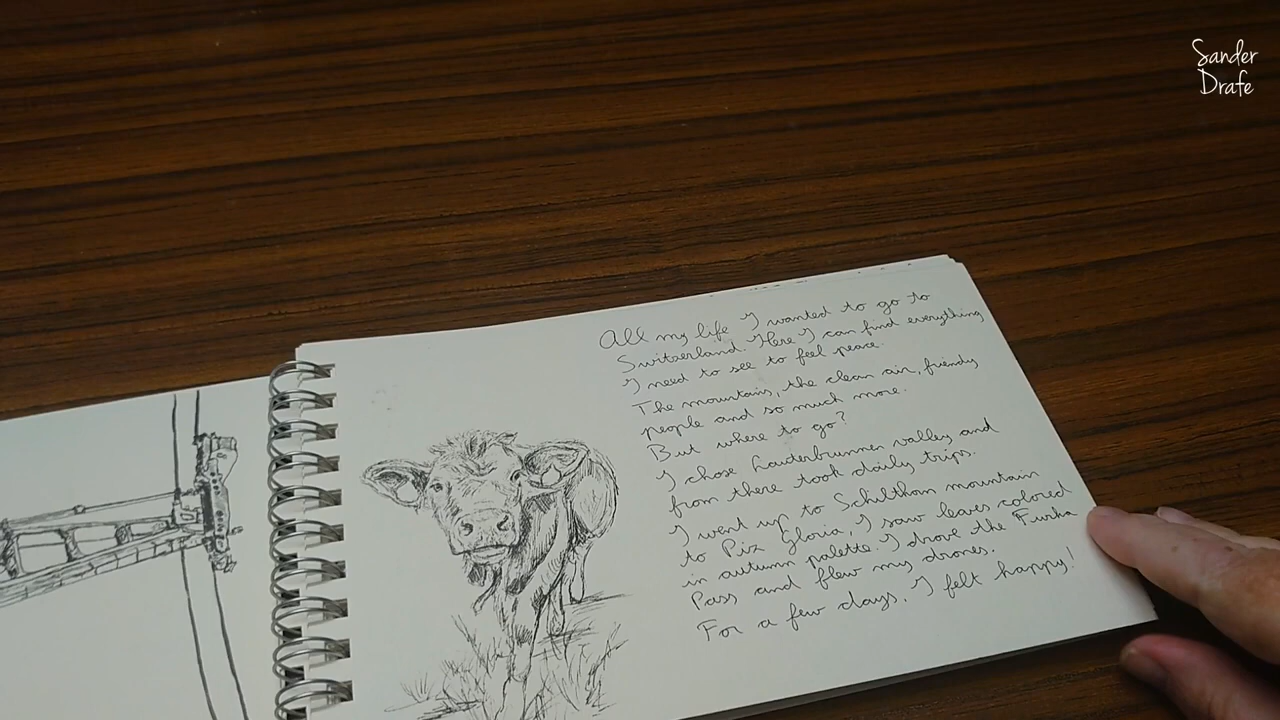 Sander
Drafe
All my life I wanted to go to
Switzerland. Here I can find everything
I need to see to feel peace.
The mountains, the clean air, friendy
people and so much more.
But where to go?
I chose Lauterbrunnen valley and
from there took daily trips.
I went up to Schilthorn mountain
to Piz Gloria, I saw leaves colored
in autumn palette. I drove the Furka
Pass and flew my drones.
For a few days, I felt happy!